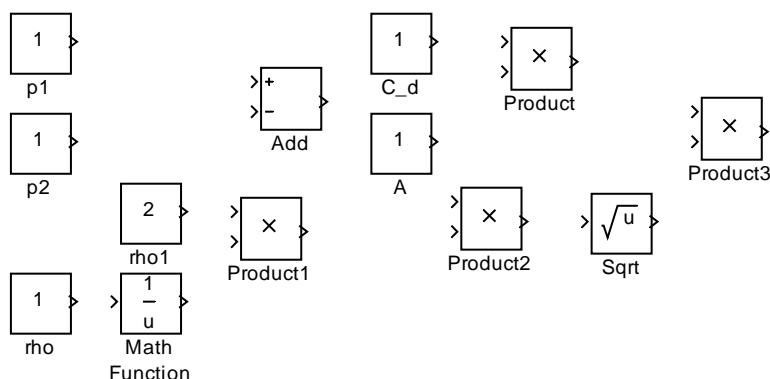 1
p1
1
p2
2
rho1
1
rho
1
u
Math
Function
×
Product1
+
−
Add
1
C_d
1
A
×
Product
×
Product2
√u
Sqrt
×
Product3